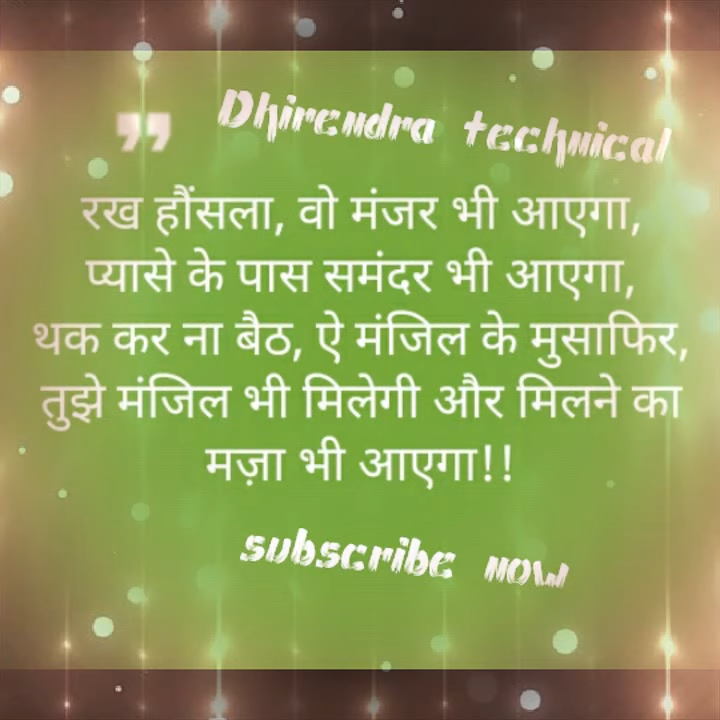 Dhirendra technical
"
रख हौंसला, वो मंजर भी आएगा,
प्यासे के पास समंदर भी आएगा,
थक कर ना बैठ, ऐ मंजिल के मुसाफिर,
तुझे मंजिल भी मिलेगी और मिलने का
मज़ा भी आएगा!!
subscribe now